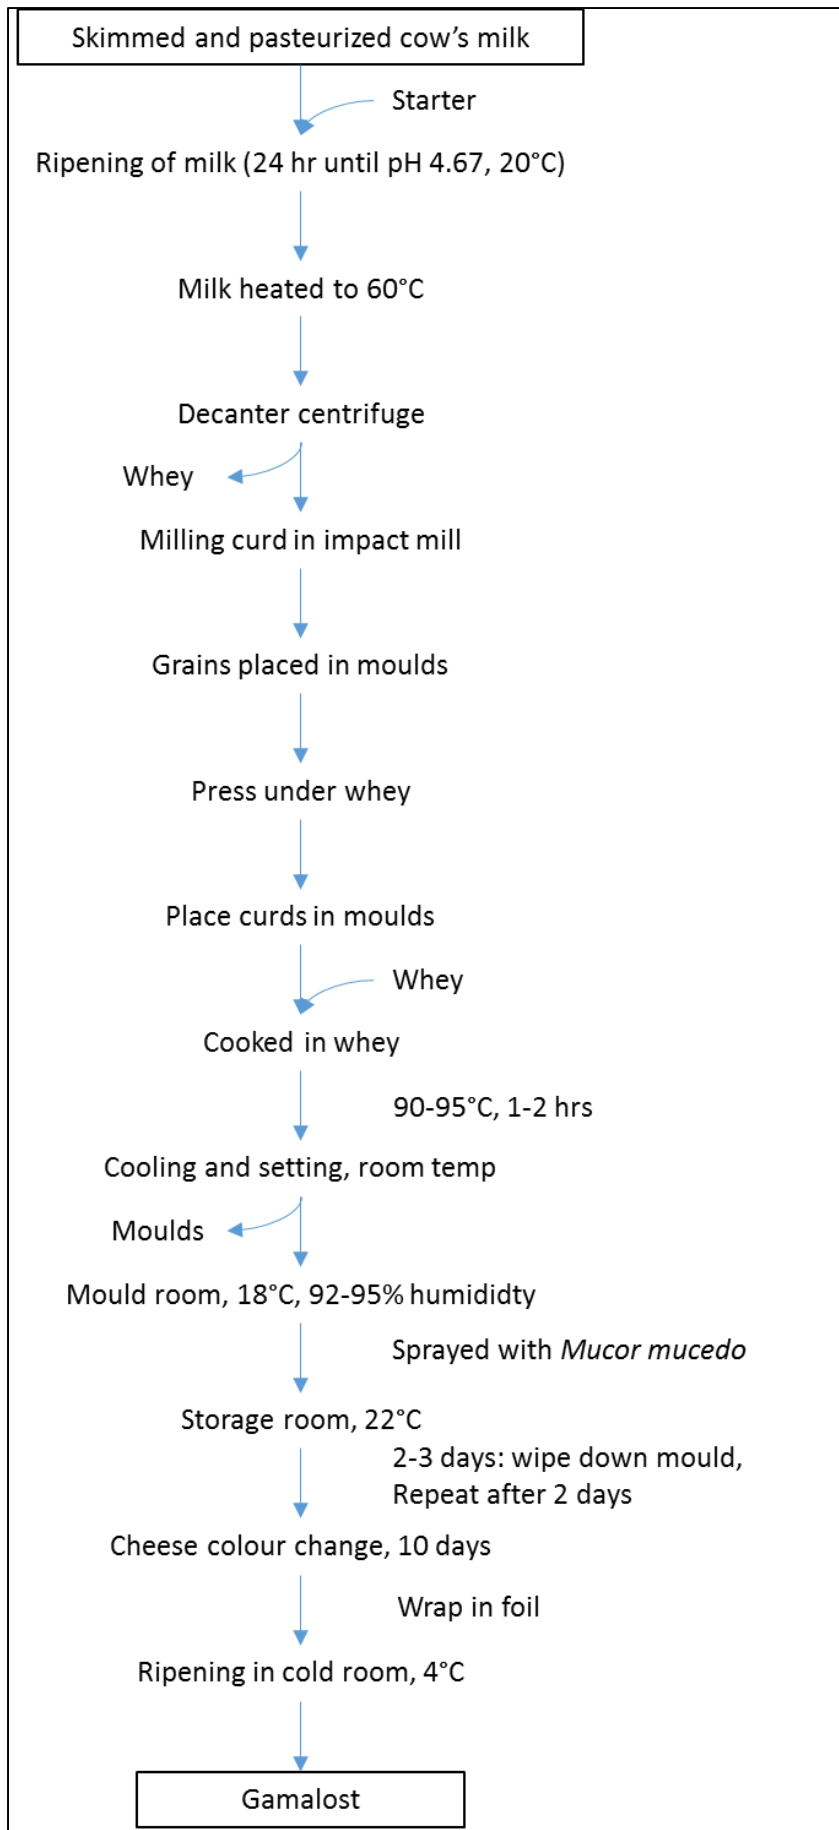 Skimmed and pasteurized cow's milk
Starter
Ripening of milk (24 hr until pH 4.67, 20°C)
Milk heated to 60°C
Decanter centrifuge
Whey
Milling curd in impact mill
Grains placed in moulds
Press under whey
Place curds in moulds
Whey
Cooked in whey
90-95°C, 1-2 hrs
Cooling and setting, room temp
Moulds
Mould room, 18°C, 92-95% humididty
Sprayed with Mucor mucedo
Storage room, 22°C
2-3 days: wipe down mould,
Repeat after 2 days
Cheese colour change, 10 days
Wrap in foil
Ripening in cold room, 4°C
Gamalost